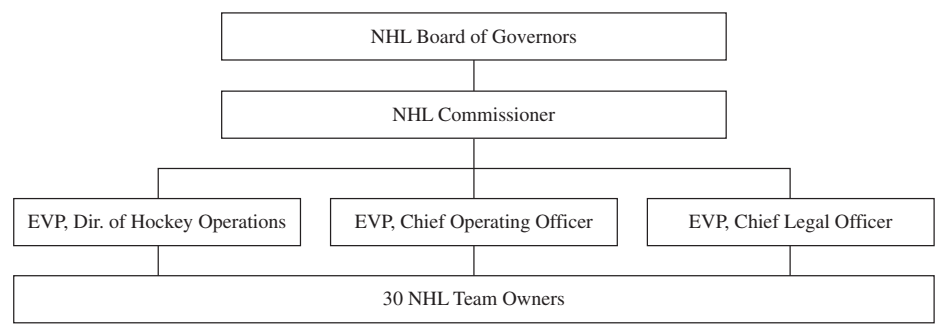 NHL Board of Governors
NHL Commissioner
EVP, Dir. of Hockey Operations
EVP, Chief Operating Officer
EVP, Chief Legal Officer
30 NHL Team Owners